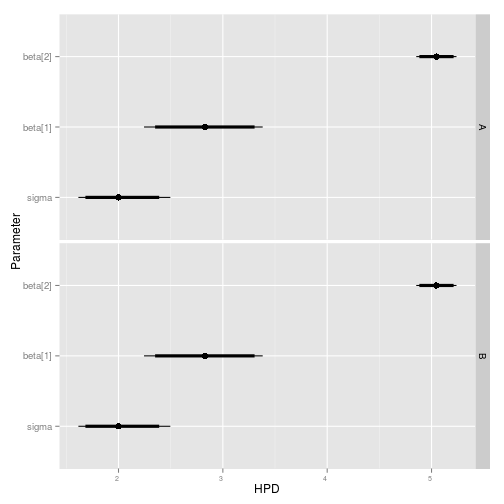 beta[2]
beta[1]
sigma
A
beta[2]
beta[1]
sigma
B
Parameter
2 3 4 5
HPD